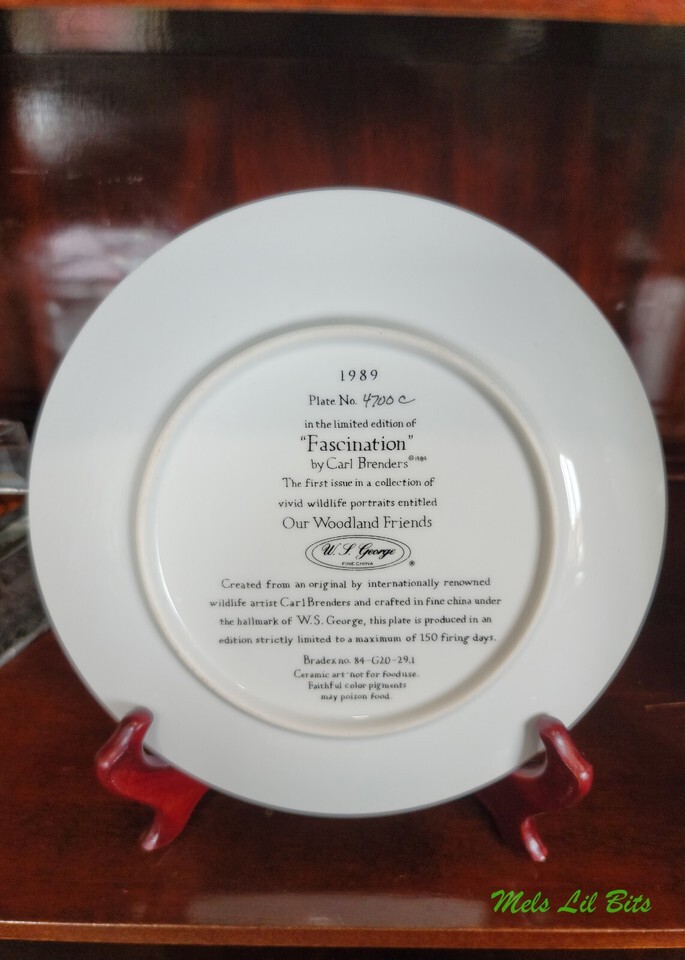 1989
Plate No. 4700 C
in the limited edition of
"Fascination"
by Carl Brenders © 1989
The first issue in a collection of
vivid wildlife portraits entitled
Our Woodland Friends
W. S. George
FINE CHINA ®
Created from an original by internationally renowned
wildlife artist Carl Brenders and crafted in fine china under
the hallmark of W. S. George, this plate is produced in an
edition strictly limited to a maximum of 150 firing days.
Bradex no. 84-G20-29.1
Ceramic art - not for food use.
Faithful color pigments
may poison food
Mels Lil Bits